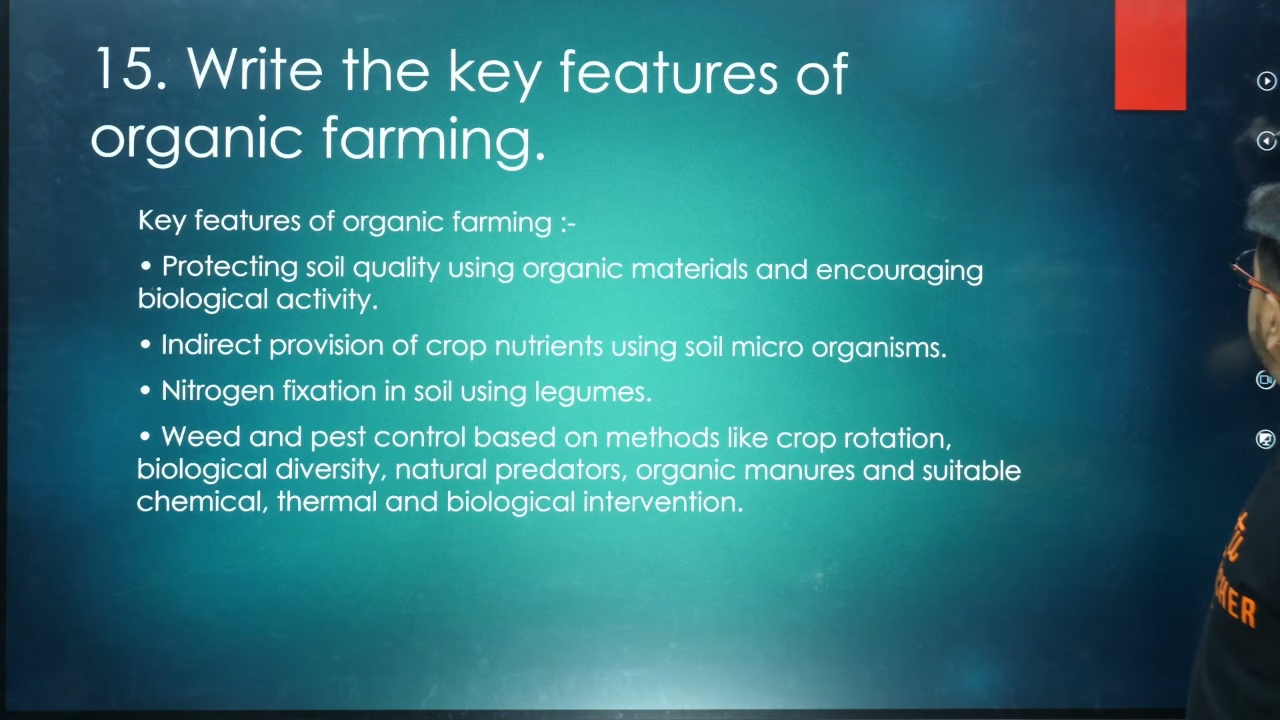 15. Write the key features of
organic farming.
Key features of organic farming :-
• Protecting soil quality using organic materials and encouraging
biological activity.
• Indirect provision of crop nutrients using soil micro organisms.
• Nitrogen fixation in soil using legumes.
• Weed and pest control based on methods like crop rotation,
biological diversity, natural predators, organic manures and suitable
chemical, thermal and biological intervention.